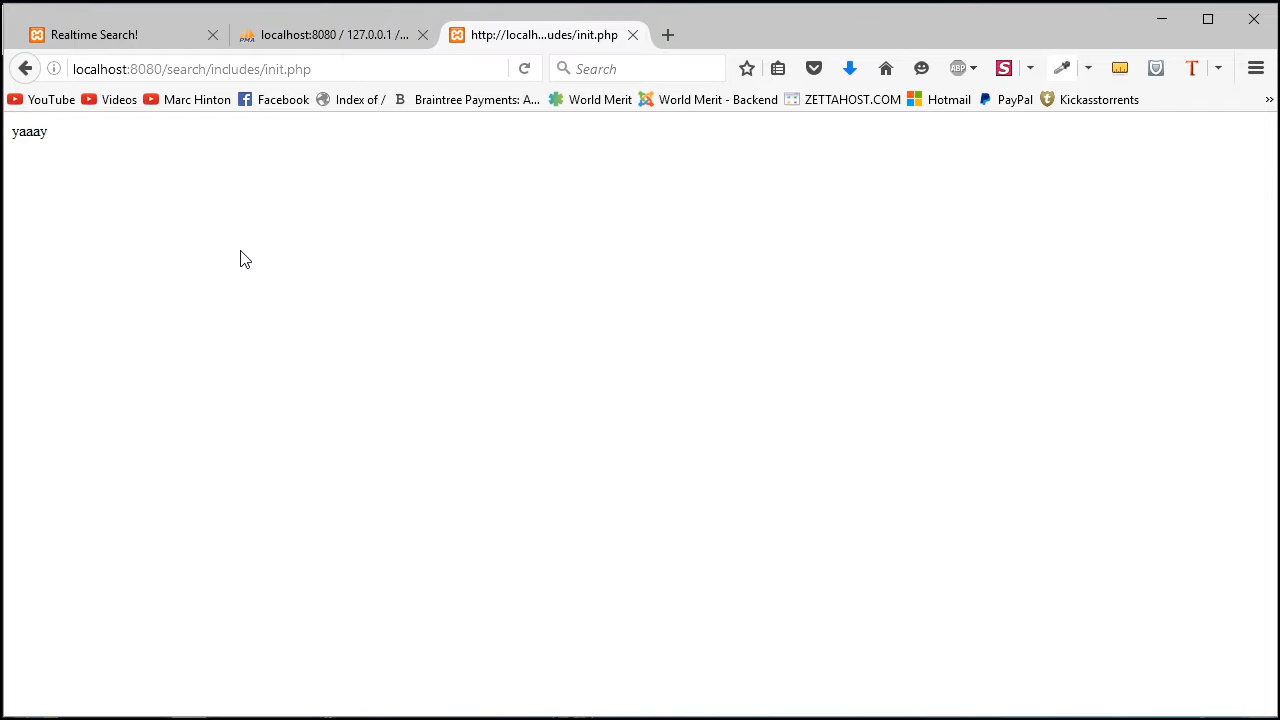 Realtime Search!
localhost:8080 / 127.0.0.1 /...
http://localh...udes/init.php
localhost:8080/search/includes/init.php
Search
ABP
S
T
YouTube
Videos
Marc Hinken
Facebook
Index of /
B Braintree Payments: A...
World Merit
World Merit - Backend
ZETTAHOST.COM
Hotmail
PayPal
Kickasstorrents
»
yaaay